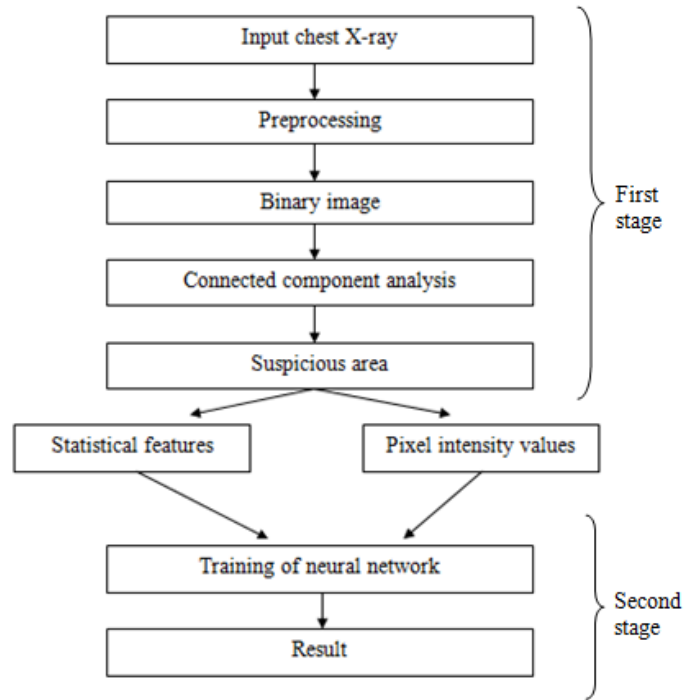 Input chest X-ray
Preprocessing
Binary image
First
stage
Connected component analysis
Suspicious area
Statistical features
Pixel intensity values
Training of neural network
Second
stage
Result